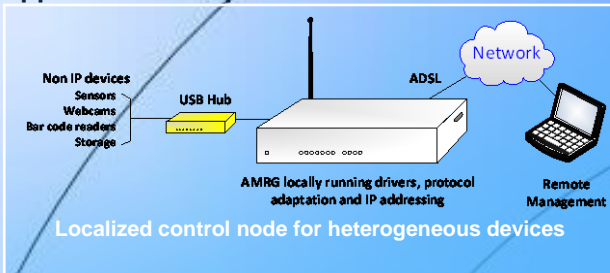 Network
ADSL
Non IP devices
Sensors
Webcams
Bar code readers
Storage
USB Hub
AMRG locally running drivers, protocol
adaptation and IP addressing
Remote
Management
Localized control node for heterogeneous devices